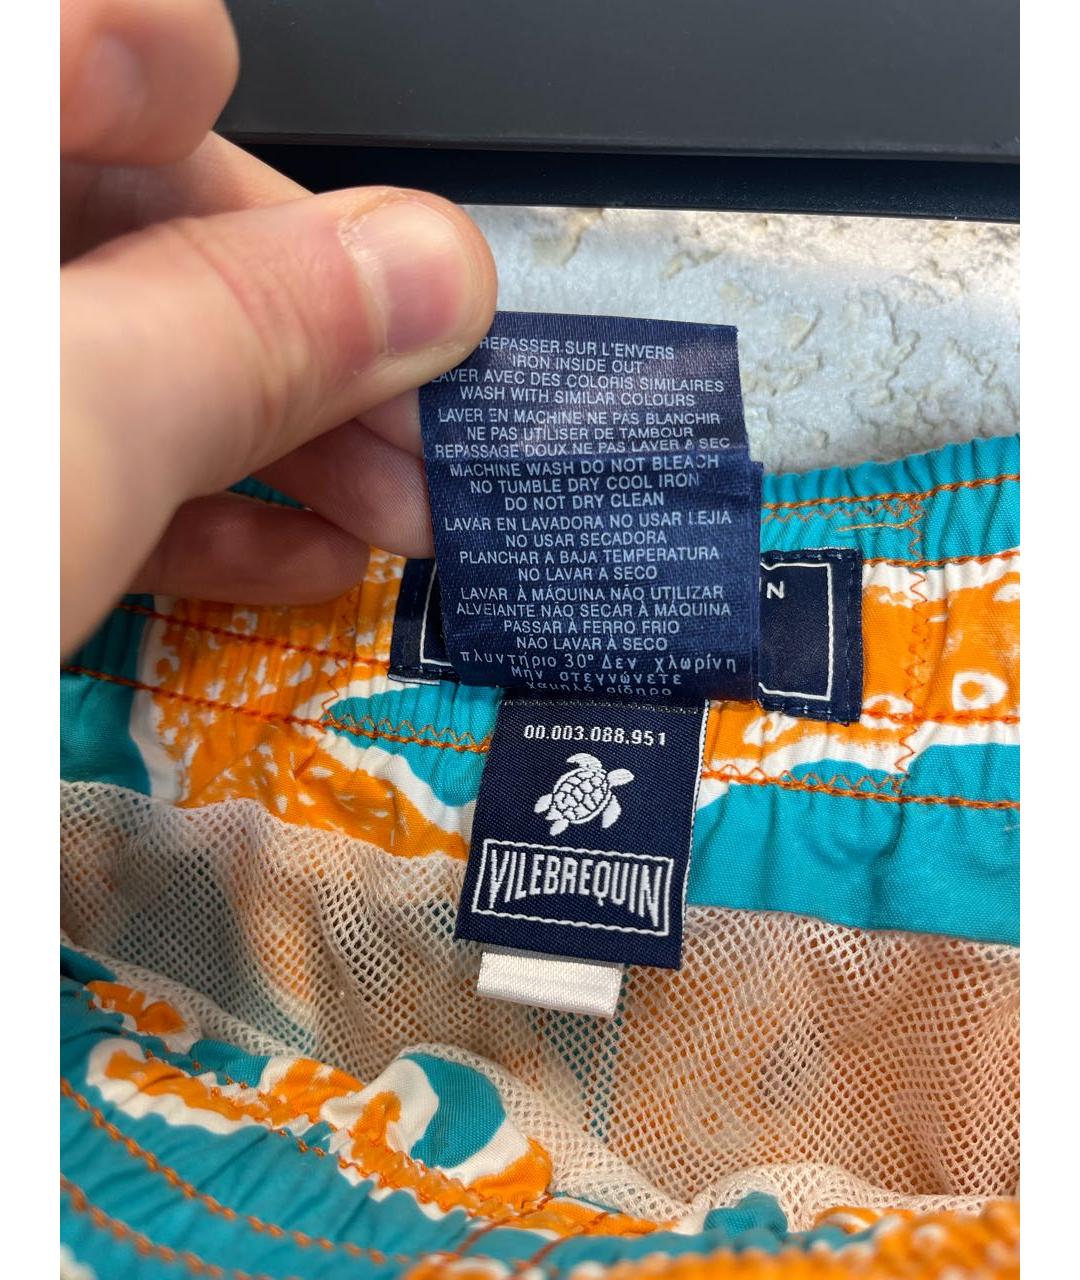 REPASSER SUR L'ENVERS
IRON INSIDE OUT
LAVER AVEC DES COLORIS SIMILAIRES
WASH WITH SIMILAR COLOURS
LAVER EN MACHINE NE PAS BLANCHIR
NE PAS UTILISER DE TAMBOUR
REPASSAGE DOUX NE PAS LAVER A SEC
MACHINE WASH DO NOT BLEACH
NO TUMBLE DRY COOL IRON
DO NOT DRY CLEAN
LAVAR EN LAVADORA NO USAR LEJIA
NO USAR SECADORA
PLANCHAR A BAJA TEMPERATURA
NO LAVAR A SECO
LAVAR À MÁQUINA NÃO UTILIZAR
ALVEIANTE NÃO SECAR À MÁQUINA
PASSAR À FERRO FRIO
NÃO LAVAR À SECO
πλυντήριο 30° Δεν χλωρίνη
Μην στεγνώνετε
χαμηλό σίδηρο
N
00.003.088.951
VILEBREQUIN